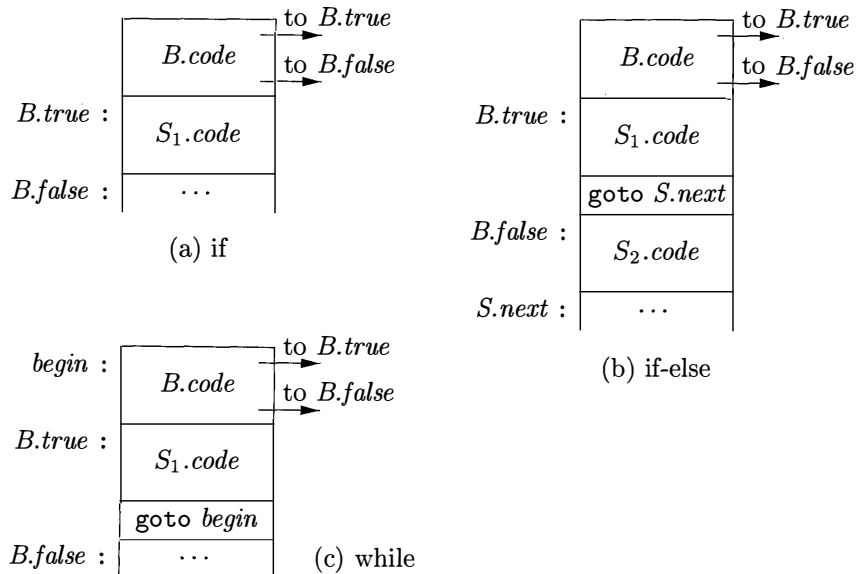 to B.true
B.code
to B.false
B.true :
S₁.code
B.false :
···
(a) if
to B.true
B.code
to B.false
B.true :
S₁.code
goto S.next
B.false :
S₂.code
S.next :
···
(b) if-else
begin :
to B.true
B.code
to B.false
B.true :
S₁.code
goto begin
B.false :
···
(c) while